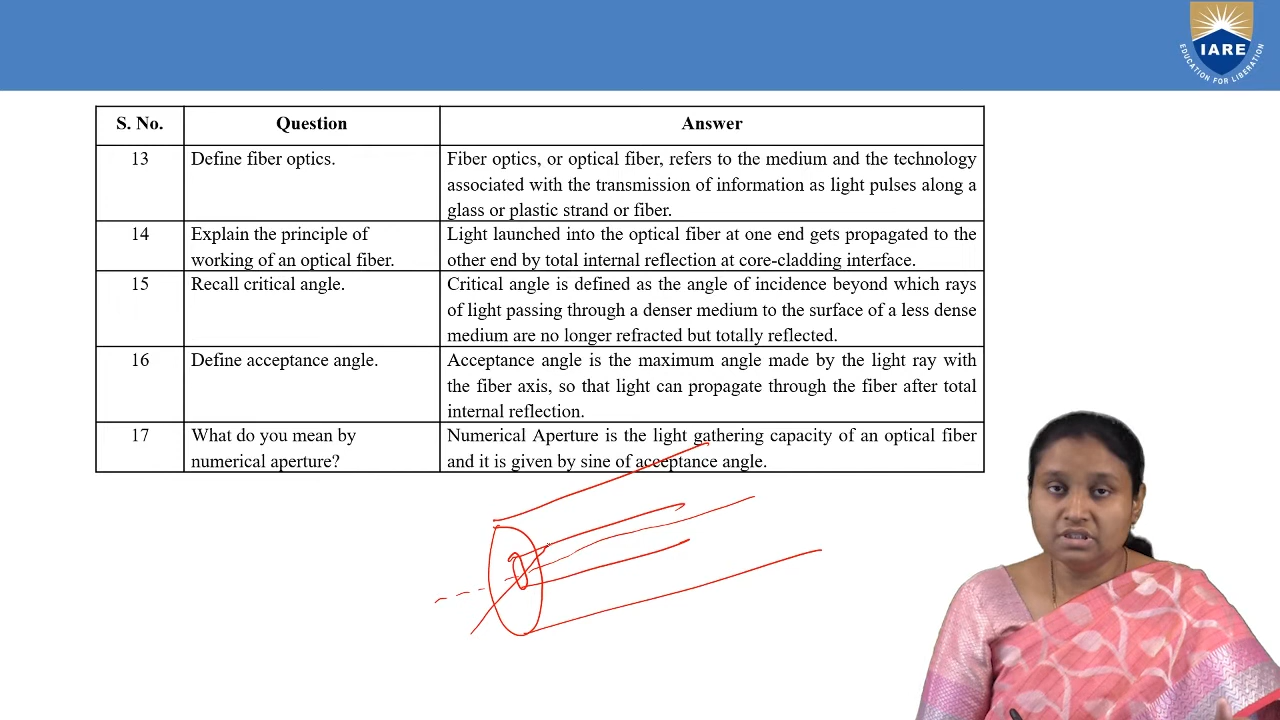 IARE
EDUCATION FOR LIBERATION
S. No. Question Answer
13 Define fiber optics. Fiber optics, or optical fiber, refers to the medium and the technology
associated with the transmission of information as light pulses along a
glass or plastic strand or fiber.
14 Explain the principle of Light launched into the optical fiber at one end gets propagated to the
working of an optical fiber. other end by total internal reflection at core-cladding interface.
15 Recall critical angle. Critical angle is defined as the angle of incidence beyond which rays
of light passing through a denser medium to the surface of a less dense
medium are no longer refracted but totally reflected.
16 Define acceptance angle. Acceptance angle is the maximum angle made by the light ray with
the fiber axis, so that light can propagate through the fiber after total
internal reflection.
17 What do you mean by Numerical Aperture is the light gathering capacity of an optical fiber
numerical aperture? and it is given by sine of acceptance angle.